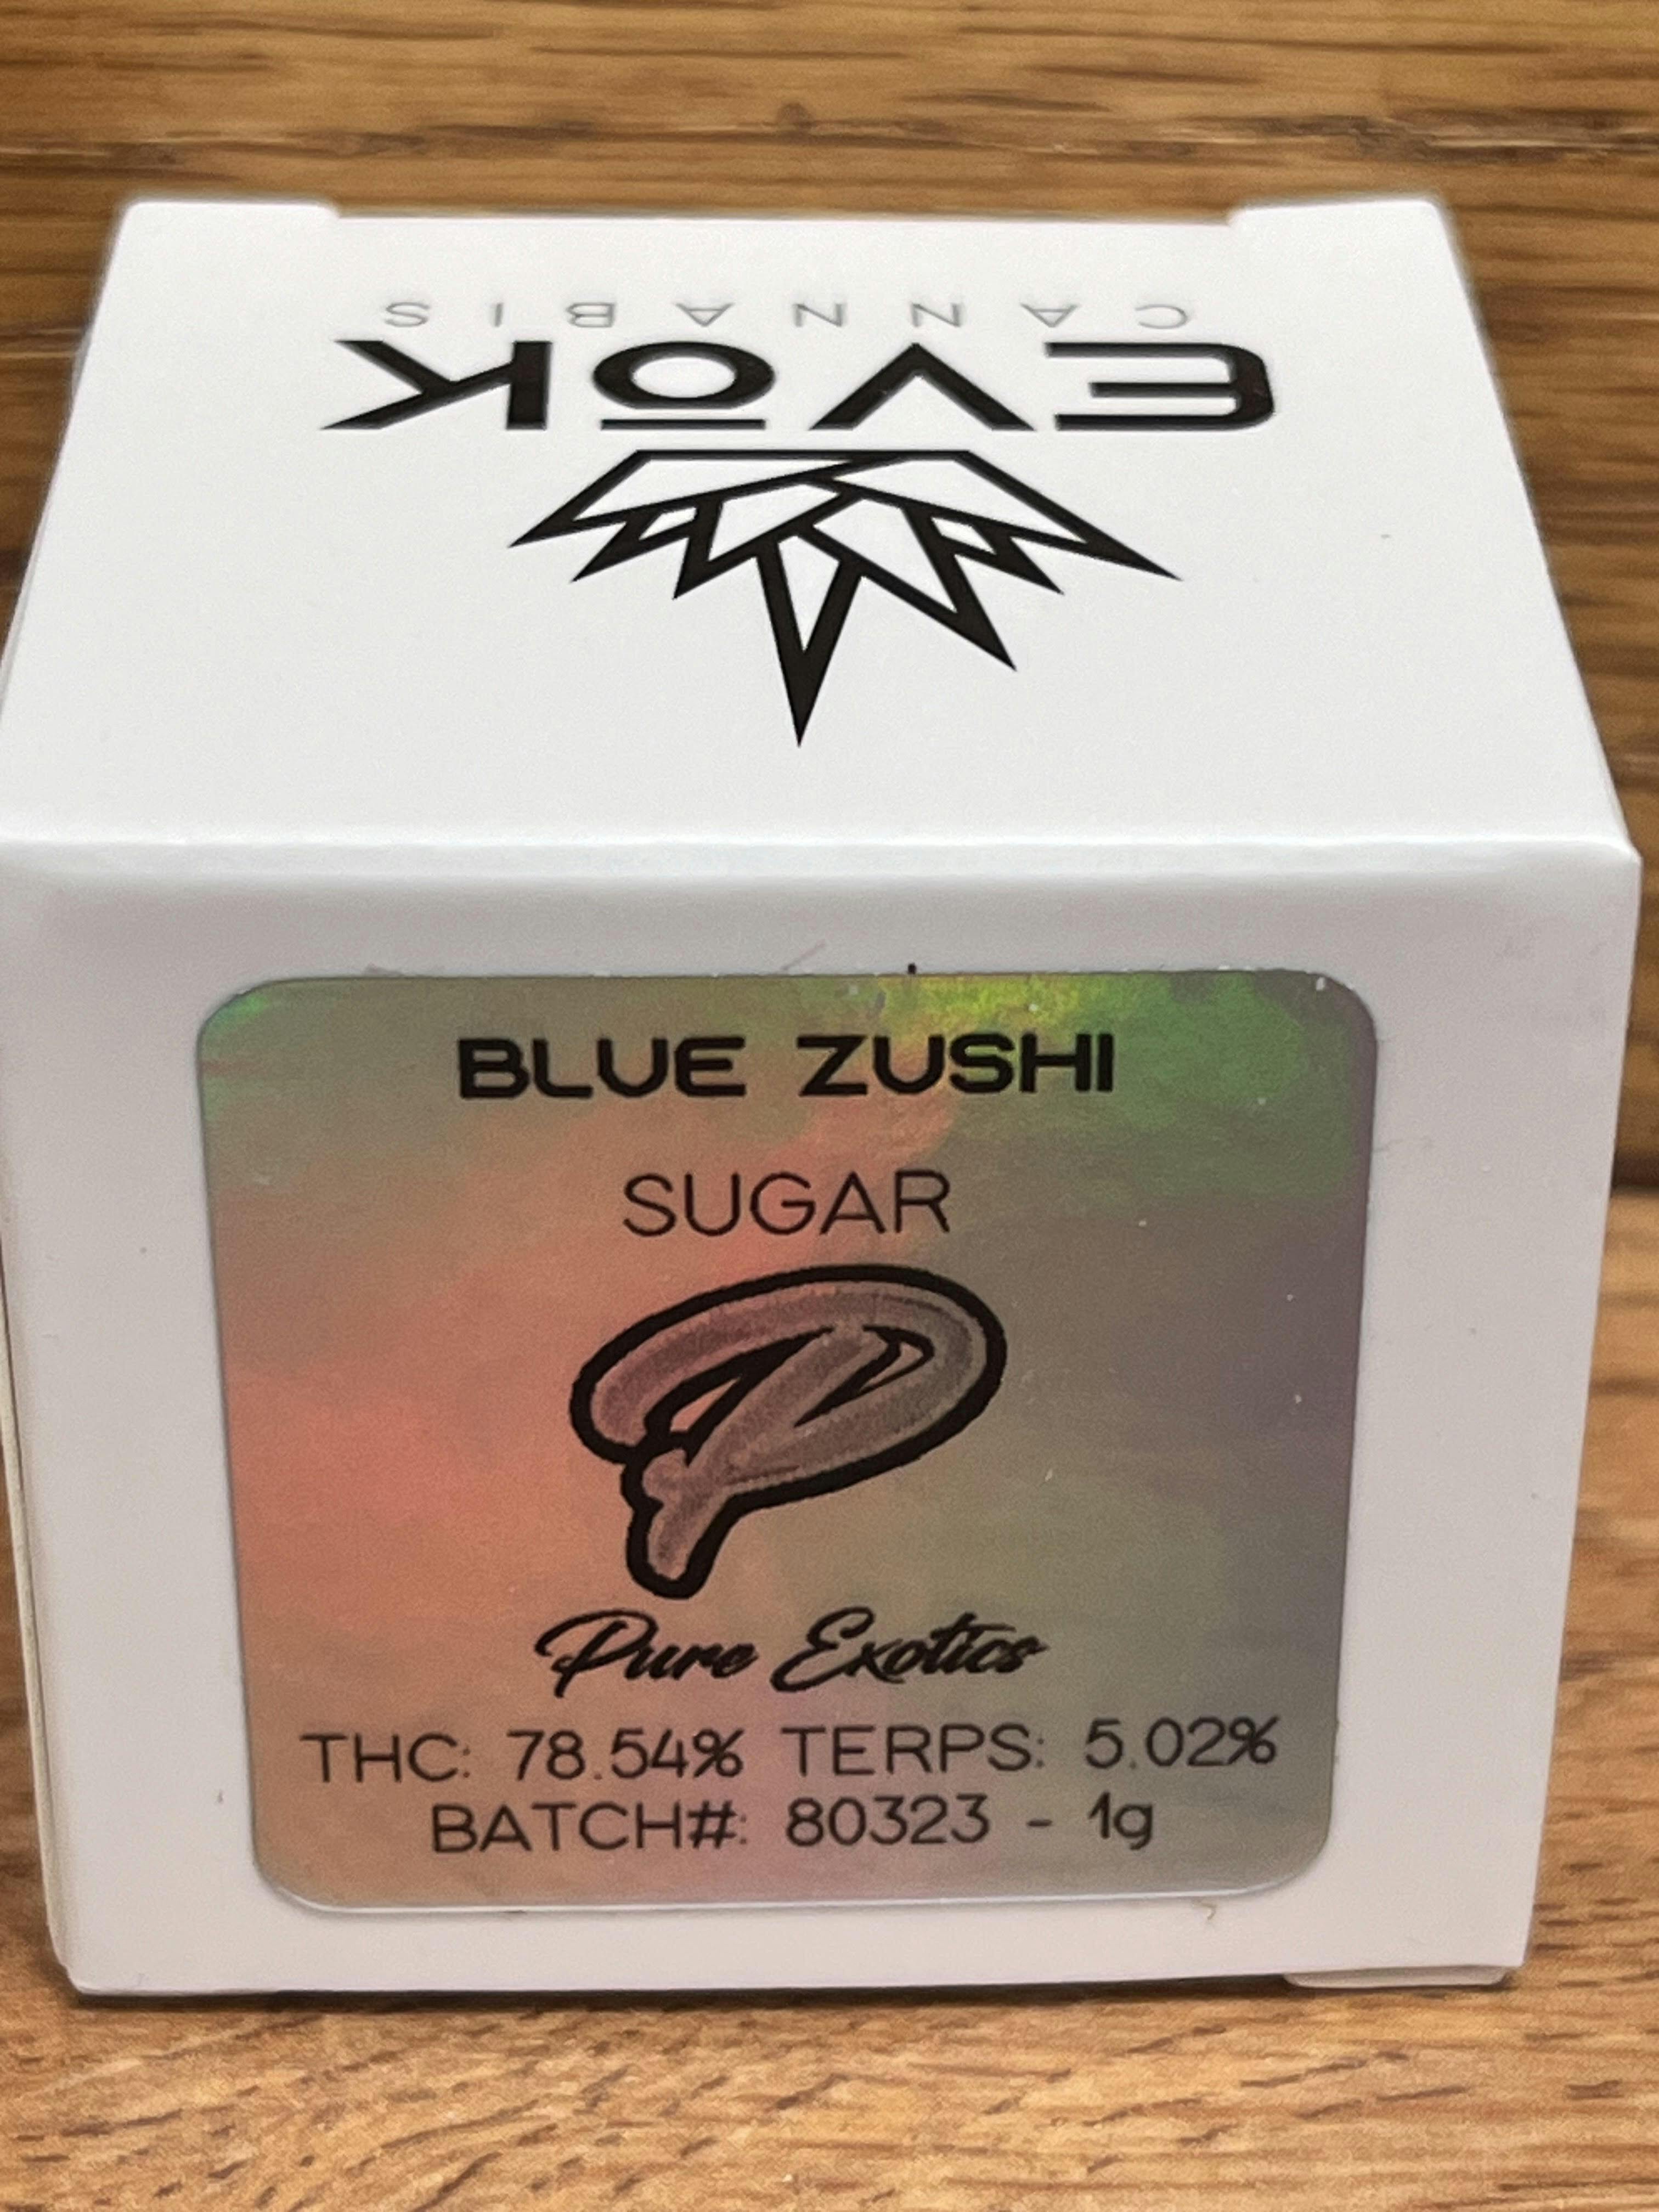 EVŌK
CANNABIS
BLUE ZUSHI
SUGAR
P
Pure Exotics
THC: 78.54% TERPS: 5.02%
BATCH#: 80323 - 1g